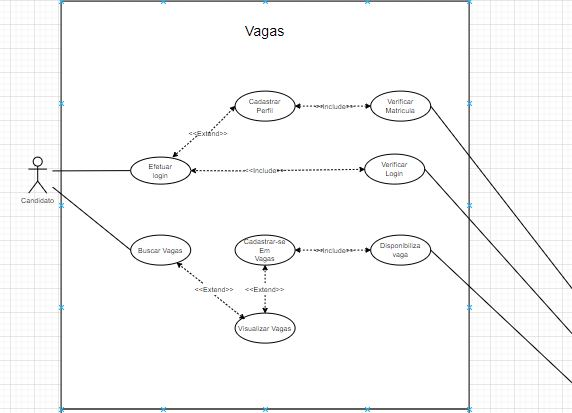 Vagas
Cadastrar
Perfil
<<Include>>
Verificar
Matricula
<<Extend>>
Efetuar
login
<<Include>>
Verificar
Login
Candidato
Buscar Vagas
Cadastrar-se
Em
Vagas
<<Include>>
Disponibiliza
vaga
<<Extend>>
<<Extend>>
Visualizar Vagas